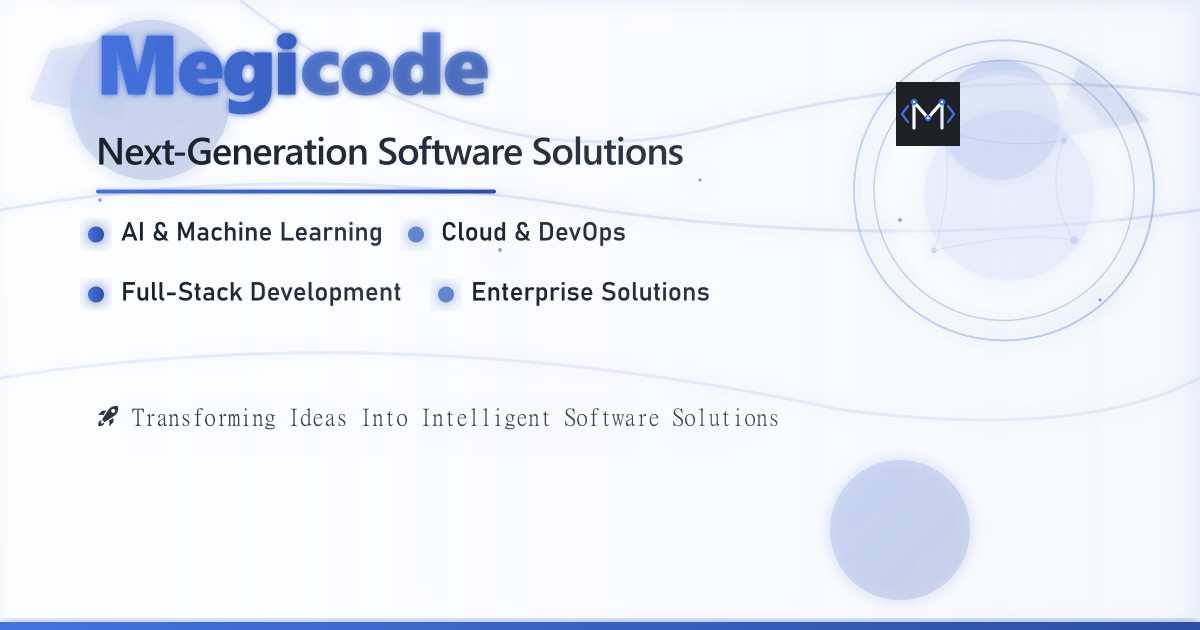 Megicode
Next-Generation Software Solutions
<M>
AI & Machine Learning
Cloud & DevOps
Full-Stack Development
Enterprise Solutions
🚀 Transforming Ideas Into Intelligent Software Solutions